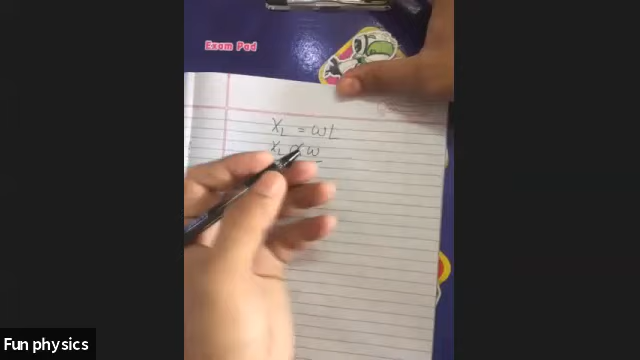 Exam Pad
X_L = ωL
X_L ∝ ω
Fun physics